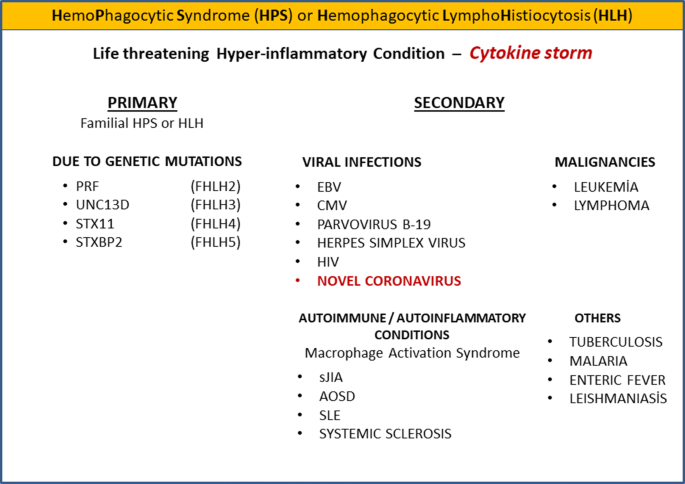 HemoPhagocytic Syndrome (HPS) or Hemophagocytic LymphoHistiocytosis (HLH)
Life threatening Hyper-inflammatory Condition – Cytokine storm
PRIMARY
Familial HPS or HLH
DUE TO GENETIC MUTATIONS
• PRF (FHLH2)
• UNC13D (FHLH3)
• STX11 (FHLH4)
• STXBP2 (FHLH5)
SECONDARY
VIRAL INFECTIONS
• EBV
• CMV
• PARVOVIRUS B-19
• HERPES SIMPLEX VIRUS
• HIV
• NOVEL CORONAVIRUS
MALIGNANCIES
• LEUKEMİA
• LYMPHOMA
AUTOIMMUNE / AUTOINFLAMMATORY
CONDITIONS
Macrophage Activation Syndrome
• sJIA
• AOSD
• SLE
• SYSTEMIC SCLEROSIS
OTHERS
• TUBERCULOSIS
• MALARIA
• ENTERIC FEVER
• LEISHMANIASİS